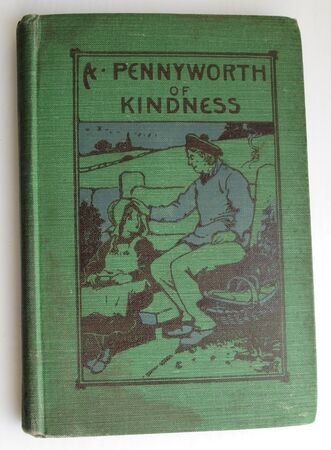 A · PENNYWORTH
OF
KINDNESS